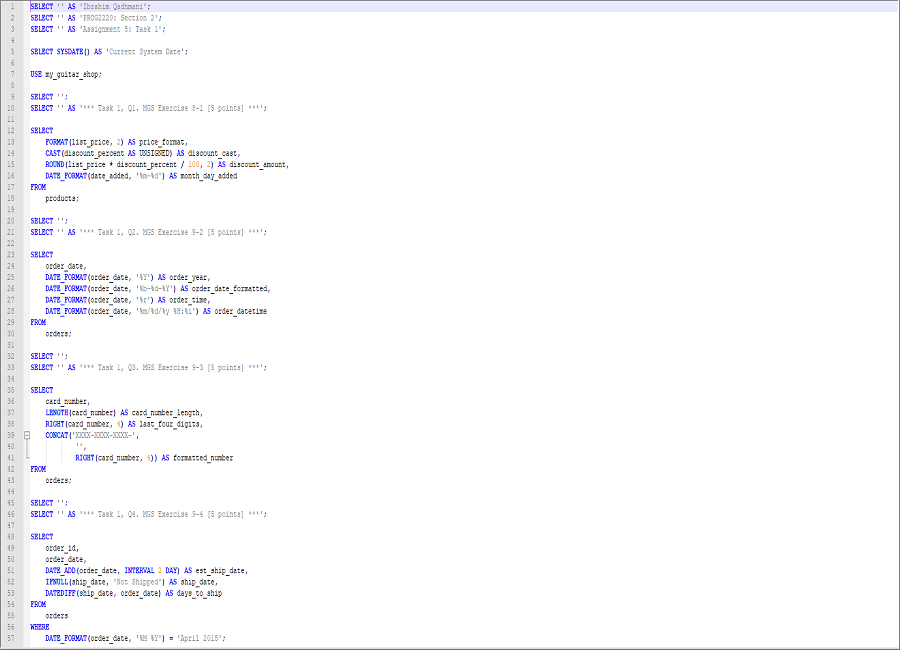 1 SELECT '' AS 'Ibrahim Qadhmani';
2 SELECT '' AS 'PROG2220: Section 2';
3 SELECT '' AS 'Assignment 5: Task 1';
4
5 SELECT SYSDATE() AS 'Current System Date';
6
7 USE my_guitar_shop;
8
9 SELECT '';
10 SELECT '' AS '*** Task 1, Q1. MGS Exercise 8-1 [5 points] ***';
11
12 SELECT
13 FORMAT(list_price, 2) AS price_format,
14 CAST(discount_percent AS UNSIGNED) AS discount_cast,
15 ROUND(list_price * discount_percent / 100, 2) AS discount_amount,
16 DATE_FORMAT(date_added, '%m-%d') AS month_day_added
17 FROM
18 products;
19
20 SELECT '';
21 SELECT '' AS '*** Task 1, Q2. MGS Exercise 9-2 [5 points] ***';
22
23 SELECT
24 order_date,
25 DATE_FORMAT(order_date, '%Y') AS order_year,
26 DATE_FORMAT(order_date, '%b-%d-%Y') AS order_date_formatted,
27 DATE_FORMAT(order_date, '%r') AS order_time,
28 DATE_FORMAT(order_date, '%m/%d/%y %H:%i') AS order_datetime
29 FROM
30 orders;
31
32 SELECT '';
33 SELECT '' AS '*** Task 1, Q3. MGS Exercise 9-3 [5 points] ***';
34
35 SELECT
36 card_number,
37 LENGTH(card_number) AS card_number_length,
38 RIGHT(card_number, 4) AS last_four_digits,
39 CONCAT('XXXX-XXXX-XXXX-',
40 '',
41 RIGHT(card_number, 4)) AS formatted_number
42 FROM
43 orders;
44
45 SELECT '';
46 SELECT '' AS '*** Task 1, Q4. MGS Exercise 9-4 [5 points] ***';
47
48 SELECT
49 order_id,
50 order_date,
51 DATE_ADD(order_date, INTERVAL 2 DAY) AS est_ship_date,
52 IFNULL(ship_date, "Not Shipped") AS ship_date,
53 DATEDIFF(ship_date, order_date) AS days_to_ship
54 FROM
55 orders
56 WHERE
57 DATE_FORMAT(order_date, '%M %Y') = 'April 2015';